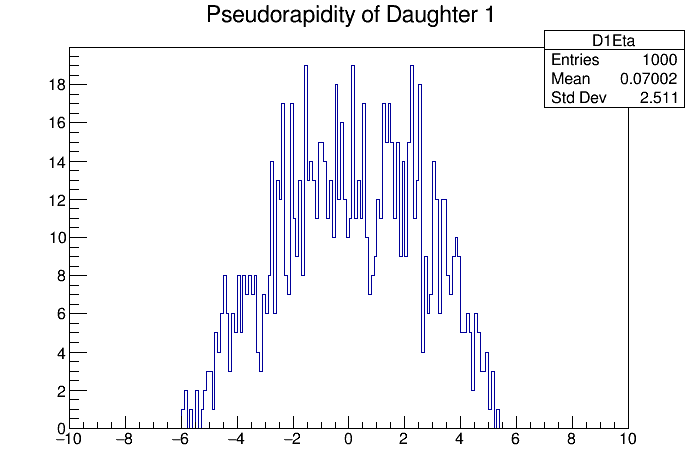 Pseudorapidity of Daughter 1
D1Eta
Entries 1000
Mean 0.07002
Std Dev 2.511
18
16
14
12
10
8
6
4
2
0
−10 −8 −6 −4 −2 0 2 4 6 8 10